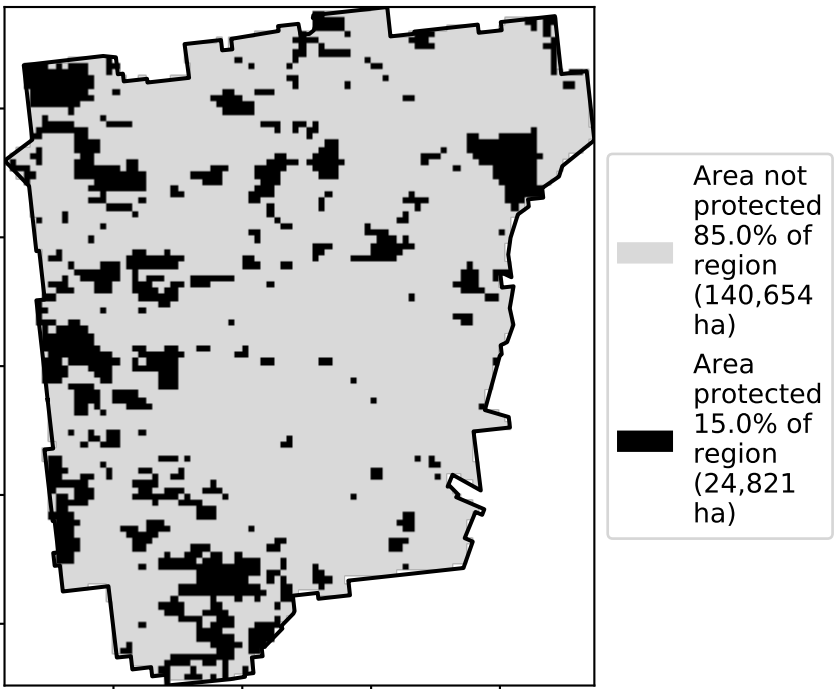 Area not
protected
85.0% of
region
(140,654
ha)
Area
protected
15.0% of
region
(24,821
ha)